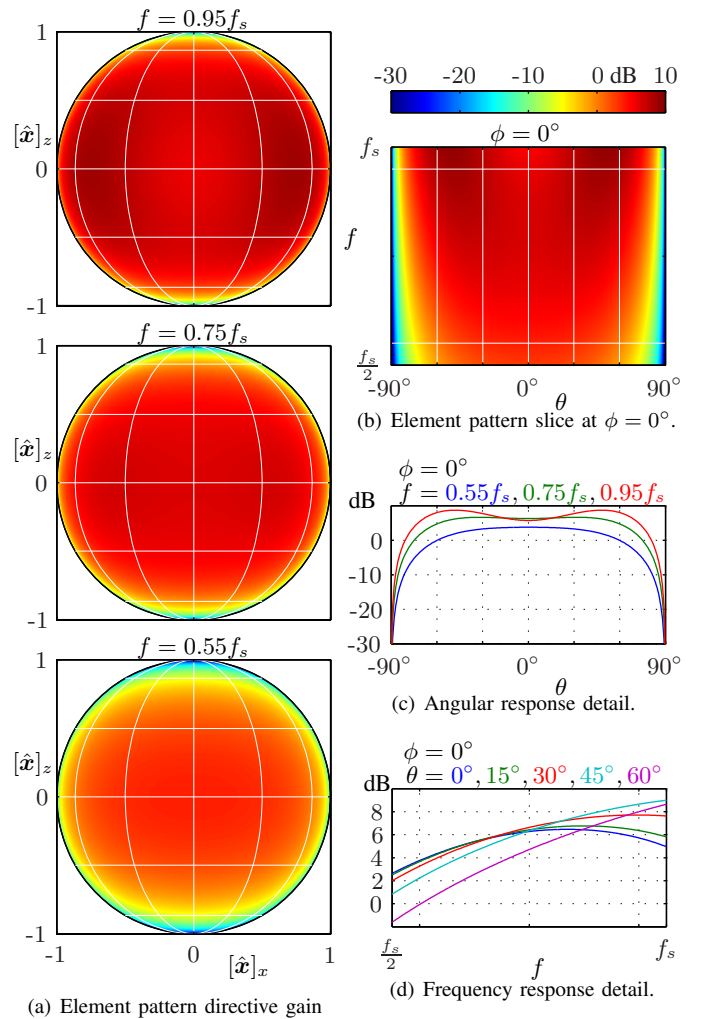 f = 0.95f_s
1
[x̂]_z
0
-1
f = 0.75f_s
1
[x̂]_z
0
-1
f = 0.55f_s
1
[x̂]_z
0
-1
-1 0 1
[x̂]_x
(a) Element pattern directive gain
-30 -20 -10 0 dB 10
ϕ = 0°
f_s
f
f_s/2
-90° 0° 90°
θ
(b) Element pattern slice at ϕ = 0°.
ϕ = 0°
dB f = 0.55f_s, 0.75f_s, 0.95f_s
0
-10
-20
-30
-90° 0° 90°
θ
(c) Angular response detail.
ϕ = 0°
dB θ = 0°, 15°, 30°, 45°, 60°
8
6
4
2
0
f_s/2 f f_s
(d) Frequency response detail.